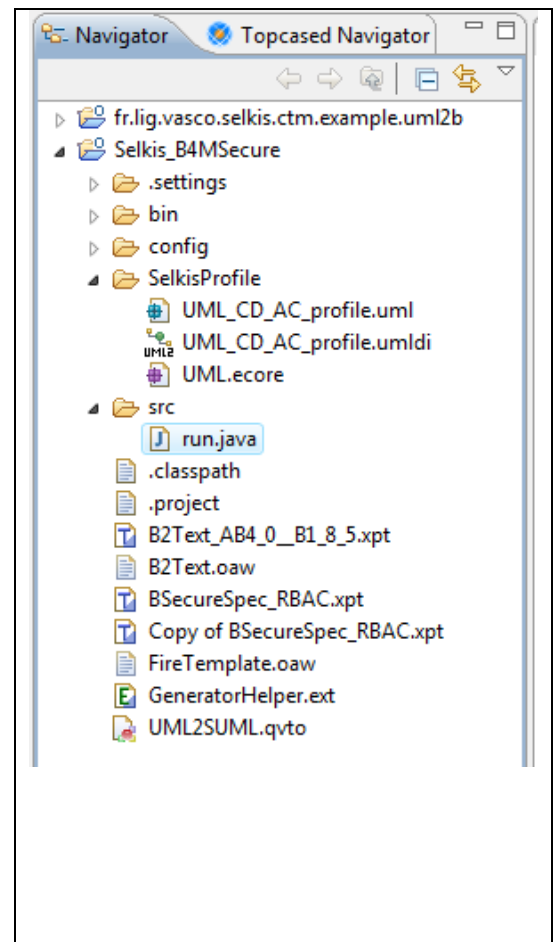 Navigator Topcased Navigator
fr.lig.vasco.selkis.ctm.example.uml2b
Selkis_B4MSecure
.settings
bin
config
SelkisProfile
UML_CD_AC_profile.uml
UML2 UML_CD_AC_profile.umldi
UML.ecore
src
J run.java
.classpath
.project
T B2Text_AB4_0__B1_8_5.xpt
B2Text.oaw
T BSecureSpec_RBAC.xpt
T Copy of BSecureSpec_RBAC.xpt
FireTemplate.oaw
E GeneratorHelper.ext
UML2SUML.qvto